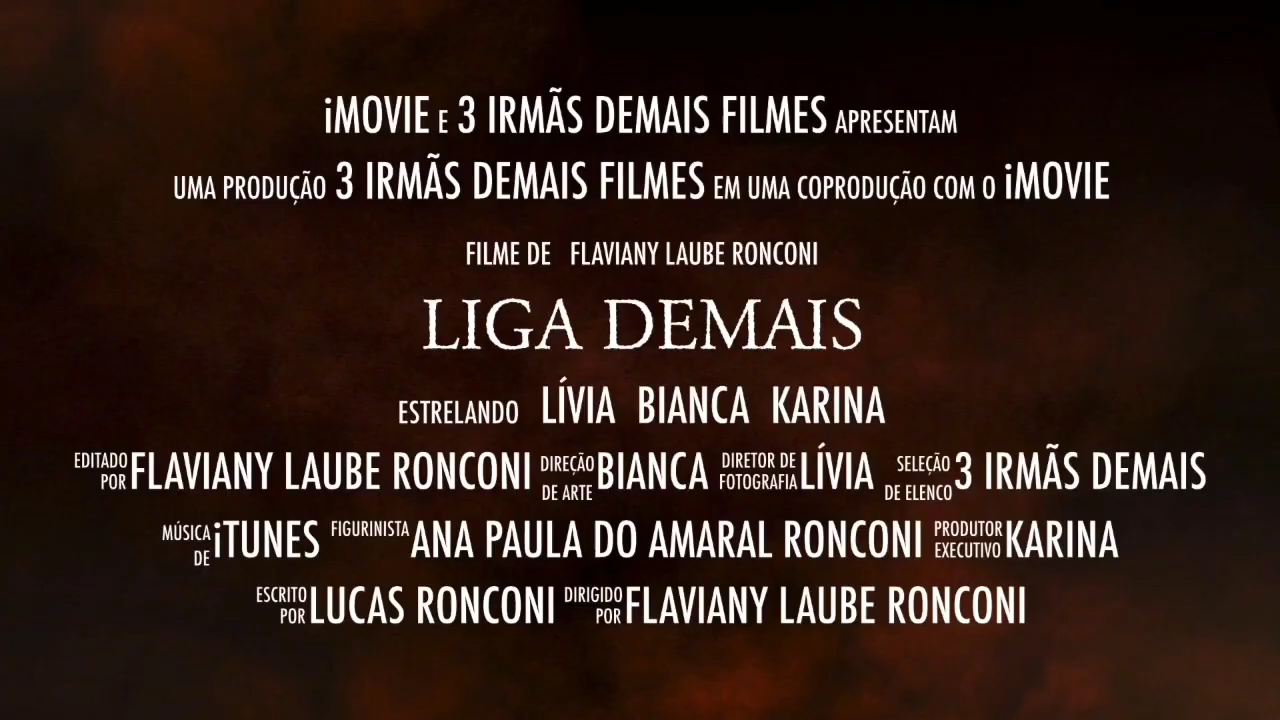 iMOVIE E 3 IRMÃS DEMAIS FILMES APRESENTAM
UMA PRODUÇÃO 3 IRMÃS DEMAIS FILMES EM UMA COPRODUÇÃO COM O iMOVIE
FILME DE FLAVIANY LAUBE RONCONI
LIGA DEMAIS
ESTRELANDO LÍVIA BIANCA KARINA
EDITADO POR FLAVIANY LAUBE RONCONI DIREÇÃO DE ARTE BIANCA DIRETOR DE FOTOGRAFIA LÍVIA SELEÇÃO DE ELENCO 3 IRMÃS DEMAIS
MÚSICA DE iTUNES FIGURINISTA ANA PAULA DO AMARAL RONCONI PRODUTOR EXECUTIVO KARINA
ESCRITO POR LUCAS RONCONI DIRIGIDO POR FLAVIANY LAUBE RONCONI